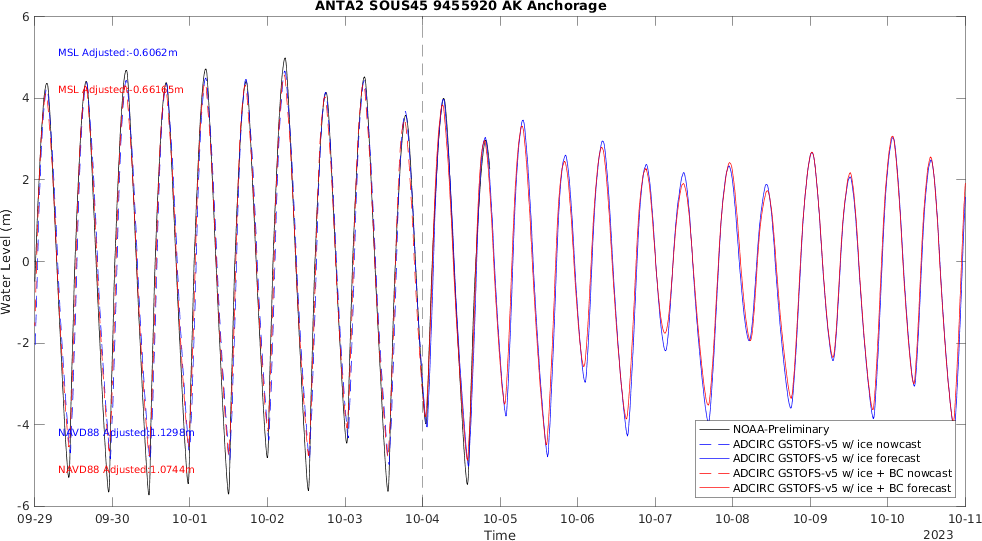 ANTA2 SOUS45 9455920 AK Anchorage
6
4
2
0
-2
-4
-6
Water Level (m)
MSL Adjusted:-0.6062m
MSL Adjusted:-0.66165m
NAVD88 Adjusted:1.1298m
NAVD88 Adjusted:1.0744m
NOAA-Preliminary
ADCIRC GSTOFS-v5 w/ ice nowcast
ADCIRC GSTOFS-v5 w/ ice forecast
ADCIRC GSTOFS-v5 w/ ice + BC nowcast
ADCIRC GSTOFS-v5 w/ ice + BC forecast
09-29 09-30 10-01 10-02 10-03 10-04 10-05 10-06 10-07 10-08 10-09 10-10 10-11
Time
2023